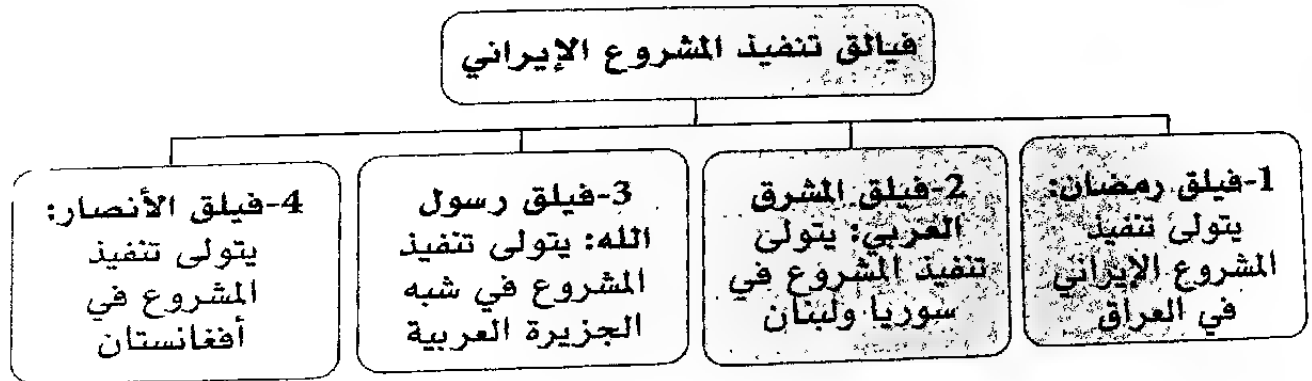 فيالق تنفيذ المشروع الإيراني
1-فيلق رمضان:
يتولى تنفيذ
المشروع الإيراني
في العراق
2-فيلق المشرق
العربي: يتولى
تنفيذ المشروع في
سوريا ولبنان
3-فيلق رسول
الله: يتولى تنفيذ
المشروع في شبه
الجزيرة العربية
4-فيلق الأنصار:
يتولى تنفيذ
المشروع في
أفغانستان